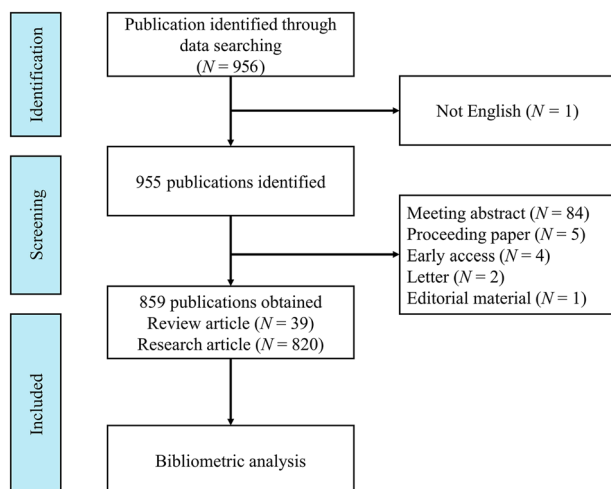 Identification
Publication identified through
data searching
(N = 956)
Not English (N = 1)
Screening
955 publications identified
Meeting abstract (N = 84)
Proceeding paper (N = 5)
Early access (N = 4)
Letter (N = 2)
Editorial material (N = 1)
859 publications obtained
Review article (N = 39)
Research article (N = 820)
Included
Bibliometric analysis